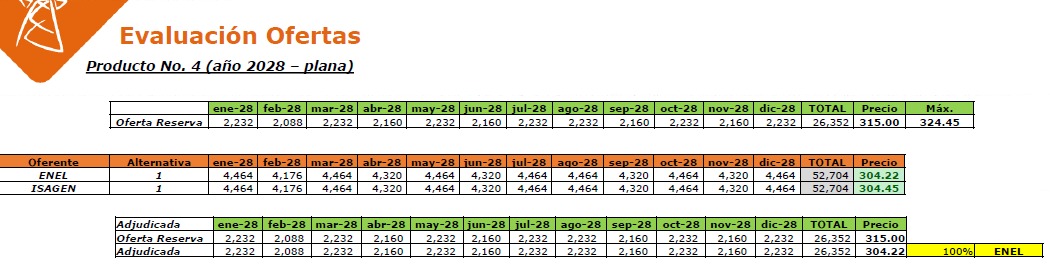 Evaluación Ofertas
Producto No. 4 (año 2028 – plana)
ene-28 feb-28 mar-28 abr-28 may-28 jun-28 jul-28 ago-28 sep-28 oct-28 nov-28 dic-28 TOTAL Precio Máx.
Oferta Reserva 2,232 2,088 2,232 2,160 2,232 2,160 2,232 2,232 2,160 2,232 2,160 2,232 26,352 315.00 324.45
Oferente Alternativa ene-28 feb-28 mar-28 abr-28 may-28 jun-28 jul-28 ago-28 sep-28 oct-28 nov-28 dic-28 TOTAL Precio
ENEL 1 4,464 4,176 4,464 4,320 4,464 4,320 4,464 4,464 4,320 4,464 4,320 4,464 52,704 304.22
ISAGEN 1 4,464 4,176 4,464 4,320 4,464 4,320 4,464 4,464 4,320 4,464 4,320 4,464 52,704 304.45
Adjudicada ene-28 feb-28 mar-28 abr-28 may-28 jun-28 jul-28 ago-28 sep-28 oct-28 nov-28 dic-28 TOTAL Precio
Oferta Reserva 2,232 2,088 2,232 2,160 2,232 2,160 2,232 2,232 2,160 2,232 2,160 2,232 26,352 315.00
Adjudicada 2,232 2,088 2,232 2,160 2,232 2,160 2,232 2,232 2,160 2,232 2,160 2,232 26,352 304.22 100% ENEL